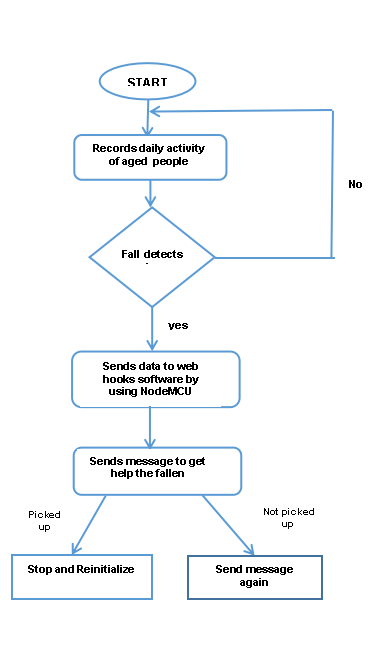 START
Records daily activity
of aged people
No
Fall detects
yes
Sends data to web
hooks software by
using NodeMCU
Sends message to get
help the fallen
Picked
up
Not picked
up
Stop and Reinitialize
Send message
again